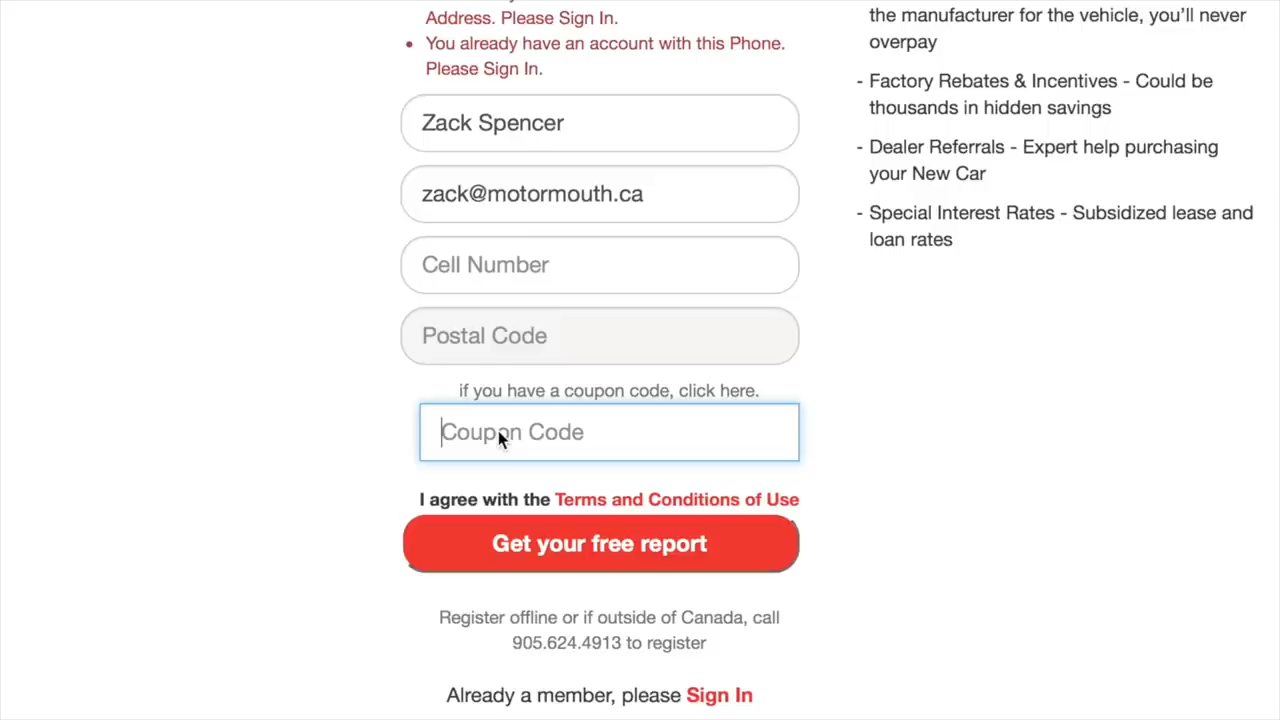 Address. Please Sign In.
• You already have an account with this Phone.
Please Sign In.
Zack Spencer
zack@motormouth.ca
Cell Number
Postal Code
if you have a coupon code, click here.
Coupon Code
I agree with the Terms and Conditions of Use
Get your free report
Register offline or if outside of Canada, call
905.624.4913 to register
Already a member, please Sign In
the manufacturer for the vehicle, you’ll never
overpay
- Factory Rebates & Incentives - Could be
thousands in hidden savings
- Dealer Referrals - Expert help purchasing
your New Car
- Special Interest Rates - Subsidized lease and
loan rates